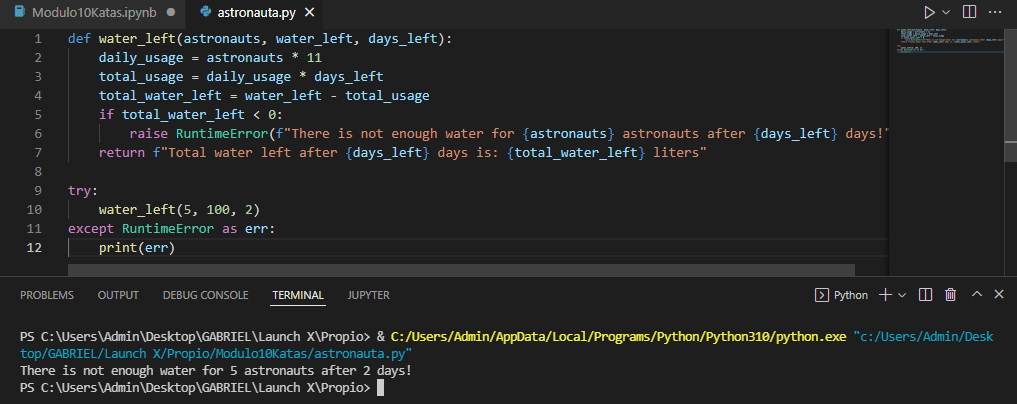 Modulo10Katas.ipynb ● astronauta.py ×
1 def water_left(astronauts, water_left, days_left):
2     daily_usage = astronauts * 11
3     total_usage = daily_usage * days_left
4     total_water_left = water_left - total_usage
5     if total_water_left < 0:
6         raise RuntimeError(f"There is not enough water for {astronauts} astronauts after {days_left} days!"
7     return f"Total water left after {days_left} days is: {total_water_left} liters"
8
9 try:
10     water_left(5, 100, 2)
11 except RuntimeError as err:
12     print(err)
PROBLEMS OUTPUT DEBUG CONSOLE TERMINAL JUPYTER Python
PS C:\Users\Admin\Desktop\GABRIEL\Launch X\Propio> & C:/Users/Admin/AppData/Local/Programs/Python/Python310/python.exe "c:/Users/Admin/Desk
top/GABRIEL/Launch X/Propio/Modulo10Katas/astronauta.py"
There is not enough water for 5 astronauts after 2 days!
PS C:\Users\Admin\Desktop\GABRIEL\Launch X\Propio>